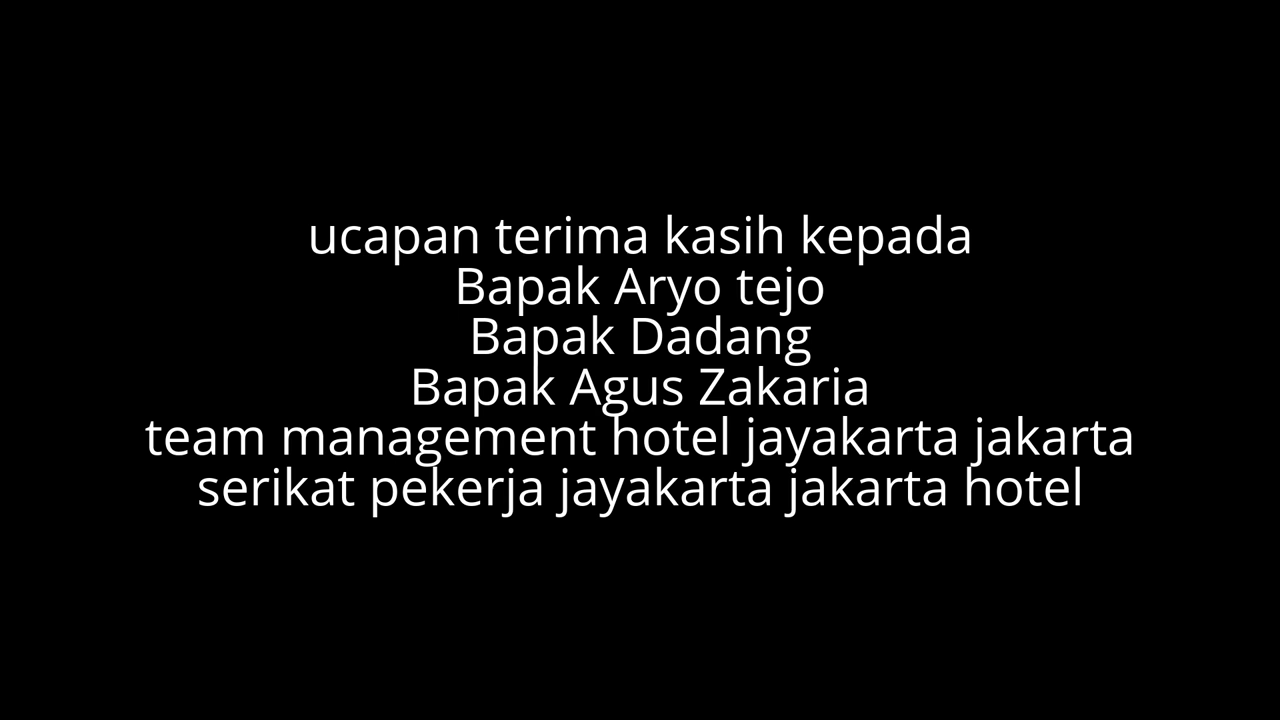 ucapan terima kasih kepada
Bapak Aryo tejo
Bapak Dadang
Bapak Agus Zakaria
team management hotel jayakarta jakarta
serikat pekerja jayakarta jakarta hotel